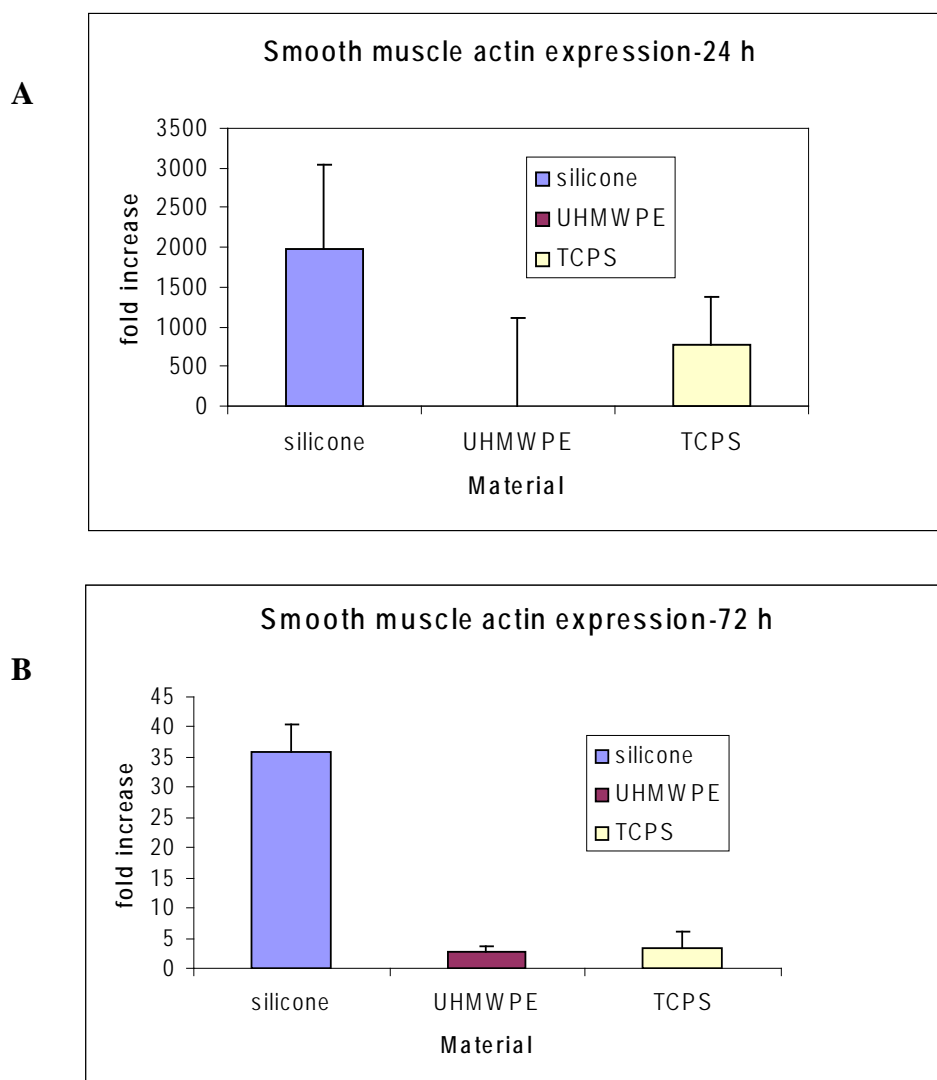 A
Smooth muscle actin expression-24 h
3500
3000
2500
2000
1500
1000
500
0
fold increase
silicone
UHMWPE
TCPS
silicone UHMWPE TCPS
Material
B
Smooth muscle actin expression-72 h
45
40
35
30
25
20
15
10
5
0
fold increase
silicone
UHMWPE
TCPS
silicone UHMWPE TCPS
Material